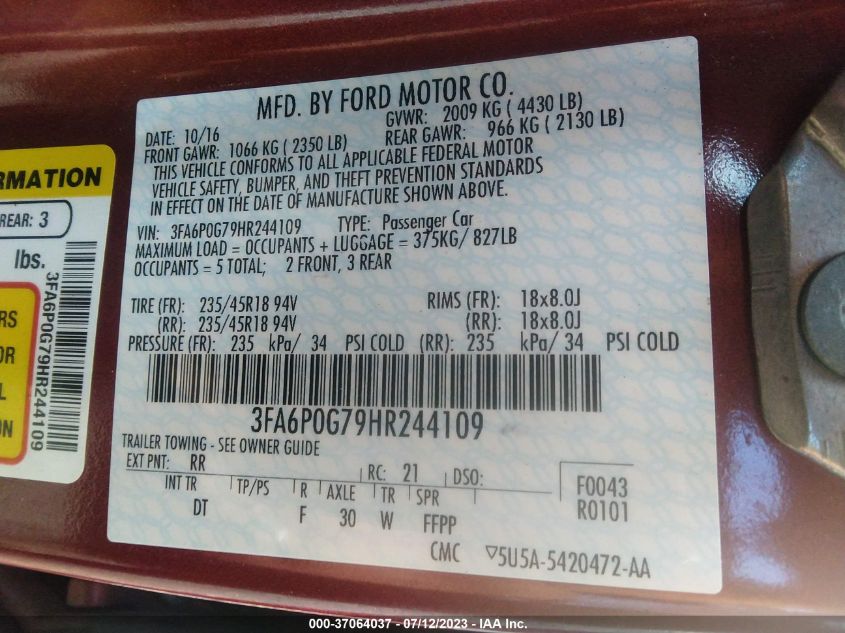 MFD. BY FORD MOTOR CO.
DATE: 10/16 GVWR: 2009 KG ( 4430 LB)
FRONT GAWR: 1066 KG ( 2350 LB) REAR GAWR: 966 KG ( 2130 LB)
THIS VEHICLE CONFORMS TO ALL APPLICABLE FEDERAL MOTOR
VEHICLE SAFETY, BUMPER, AND THEFT PREVENTION STANDARDS
IN EFFECT ON THE DATE OF MANUFACTURE SHOWN ABOVE.
VIN: 3FA6P0G79HR244109 TYPE: Passenger Car
MAXIMUM LOAD = OCCUPANTS + LUGGAGE = 375KG/ 827LB
OCCUPANTS = 5 TOTAL; 2 FRONT, 3 REAR
TIRE (FR): 235/45R18 94V RIMS (FR): 18x8.0J
(RR): 235/45R18 94V (RR): 18x8.0J
PRESSURE (FR): 235 kPa/ 34 PSI COLD (RR): 235 kPa/ 34 PSI COLD
3FA6P0G79HR244109
TRAILER TOWING - SEE OWNER GUIDE
EXT PNT: RR RC: 21 DSO: F0043
INT TR TP/PS R AXLE TR SPR R0101
DT F 30 W FFPP
CMC ▽5U5A-5420472-AA
RMATION
REAR: 3
lbs.
3FA6P0G79HR244109
RS
OR
L
ON
000-37064037 - 07/12/2023 - IAA Inc.